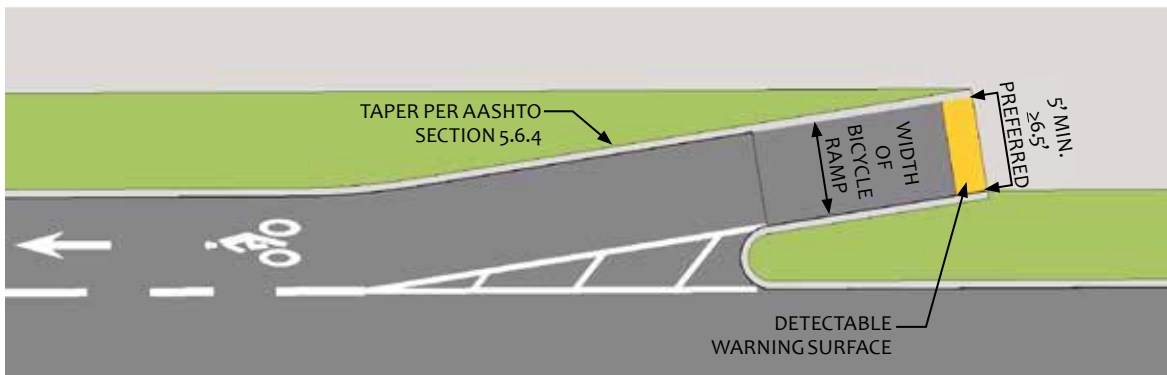 TAPER PER AASHTO
SECTION 5.6.4
WIDTH
OF
BICYCLE
RAMP
5' MIN.
≥6.5'
PREFERRED
DETECTABLE
WARNING SURFACE